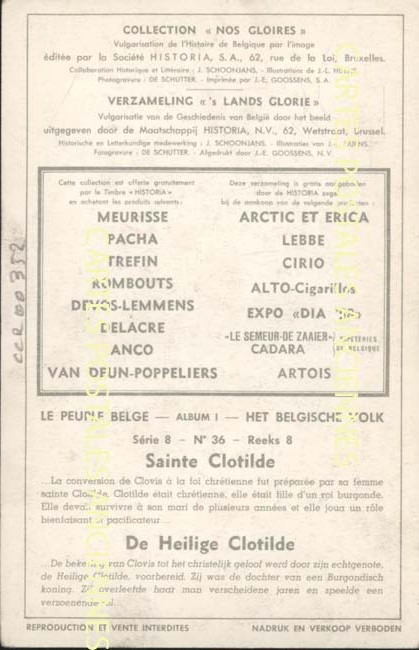 COLLECTION « NOS GLOIRES »
Vulgarisation de l'Histoire de Belgique par l'image
éditée par la Société HISTORIA, S. A., 62, rue de la Loi, Bruxelles.
Collaboration Historique et Littéraire : J. SCHOONJANS. - Illustrations de J.-L.
Photogravure : DE SCHUTTER. - Imprimée par J.-E. GOOSSENS, S. A.
VERZAMELING « 's LANDS GLORIE »
Vulgarisatie van de Geschiedenis van België door het beeld
uitgegeven door de Maatschappij HISTORIA, N. V., 62, Wetstraat, Brussel.
Historische en Letterkundige medewerking : J. SCHOONJANS. - Illustraties van
Fotogravure : DE SCHUTTER. - Afgedrukt door J.-E. GOOSSENS, N. V.
Cette collection est offerte gratuitement
par le Timbre « HISTORIA »
en achetant les produits suivants :
MEURISSE
PACHA
TREFIN
ROMBOUTS
DEVOS-LEMMENS
DELACRE
ANCO
VAN DEUN-POPPELIERS
Deze verzameling is gratis aangeboden
door de HISTORIA zegel
bij de aankoop van de volgende produkten :
ARCTIC ET ERICA
LEBBE
CIRIO
ALTO-Cigarillos
EXPO «DIA '58»
«LE SEMEUR-DE ZAAIER»
CADARA
ARTOIS
CCR 00352
LE PEUPLE BELGE — ALBUM I — HET BELGISCHE VOLK
Série 8 - N° 36 - Reeks 8
Sainte Clotilde
...La conversion de Clovis à la foi chrétienne fut préparée par sa femme
sainte Clotilde. Clotilde était chrétienne, elle était fille d'un roi burgonde.
Elle devait survivre à son mari de plusieurs années et elle joua un rôle
bienfaisant et pacificateur...
De Heilige Clotilde
...De bekering van Clovis tot het christelijk geloof werd door zijn echtgenote,
de Heilige Clotilde, voorbereid. Zij was de dochter van een Burgondisch
koning. Zij overleefde haar man verscheidene jaren en speelde een
verzoenende rol...
REPRODUCTION ET VENTE INTERDITES NADRUK EN VERKOOP VERBODEN